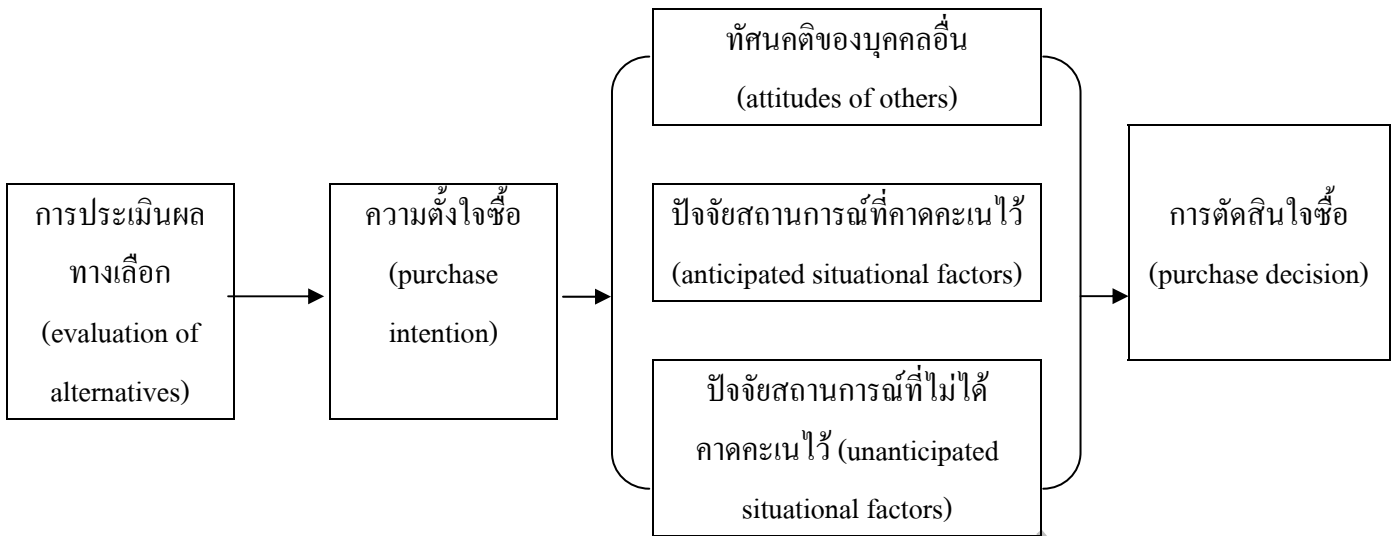 การประเมินผล
ทางเลือก
(evaluation of
alternatives)
ความตั้งใจซื้อ
(purchase
intention)
ทัศนคติของบุคคลอื่น
(attitudes of others)
ปัจจัยสถานการณ์ที่คาดคะเนไว้
(anticipated situational factors)
ปัจจัยสถานการณ์ที่ไม่ได้
คาดคะเนไว้ (unanticipated
situational factors)
การตัดสินใจซื้อ
(purchase decision)